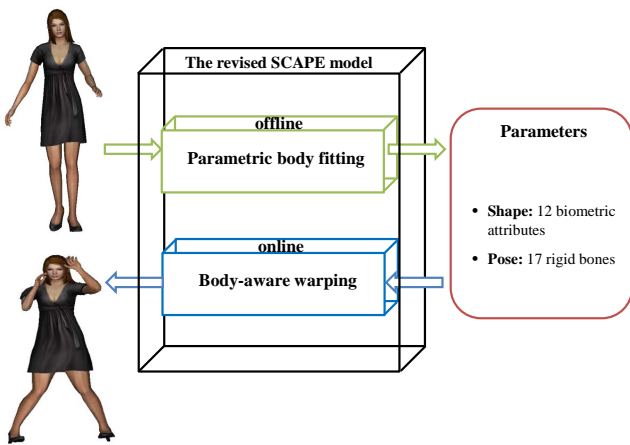 The revised SCAPE model
offline
Parametric body fitting
online
Body-aware warping
Parameters
• Shape: 12 biometric
attributes
• Pose: 17 rigid bones